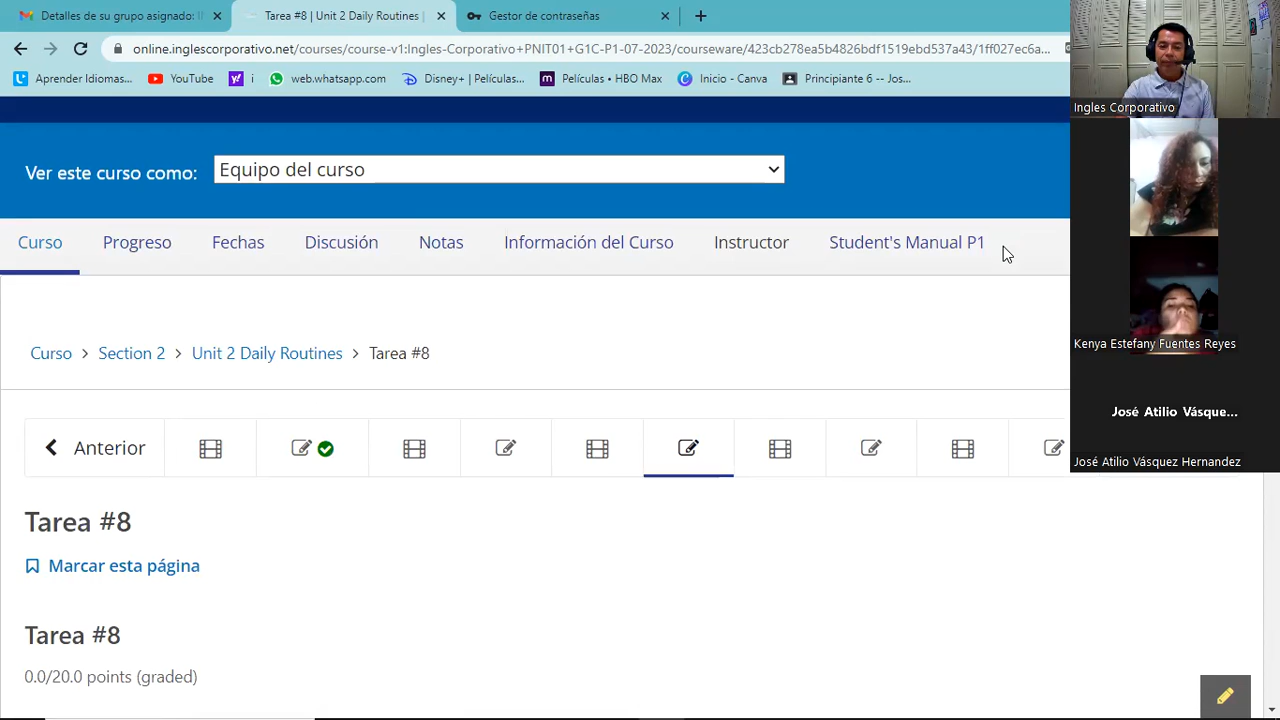 Detalles de su grupo asignado: I
Tarea #8 | Unit 2 Daily Routines |
Gestor de contraseñas
online.inglescorporativo.net/courses/course-v1:Ingles-Corporativo+PNIT01+G1C-P1-07-2023/courseware/423cb278ea5b4826bdf1519ebd537a43/1ff027ec6a...
Aprender Idiomas...
YouTube
i
web.whatsapp.com
Disney+ | Películas...
Películas • HBO Max
Inicio - Canva
Principiante 6 -- Jos...
Ver este curso como:
Equipo del curso
Curso
Progreso
Fechas
Discusión
Notas
Información del Curso
Instructor
Student's Manual P1
Curso > Section 2 > Unit 2 Daily Routines > Tarea #8
Anterior
Tarea #8
Marcar esta página
Tarea #8
0.0/20.0 points (graded)
Ingles Corporativo
Kenya Estefany Fuentes Reyes
José Atilio Vásque...
José Atilio Vásquez Hernandez